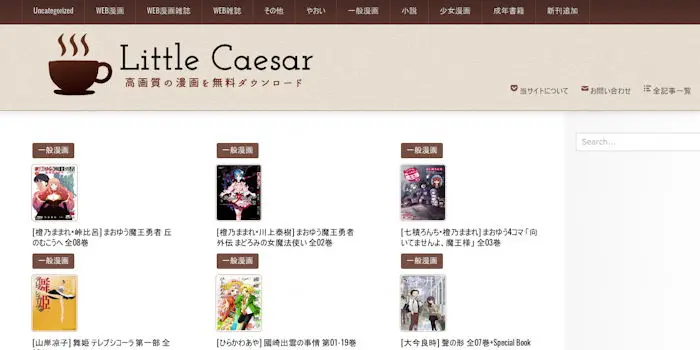 Uncategorized WEB漫画 WEB漫画雑誌 WEB雑誌 その他 やおい 一般漫画 小説 少女漫画 成年書籍 新刊追加
Little Caesar
高画質の漫画を無料ダウンロード
当サイトについて お問い合わせ 全記事一覧
Search...
一般漫画 一般漫画 一般漫画
[橙乃ままれ・峠比呂] まおゆう魔王勇者 丘
のむこうへ 全08巻
[橙乃ままれ・川上泰樹] まおゆう魔王勇者
外伝 まどろみの女魔法使い 全02巻
[七積ろんち・橙乃ままれ] まおゆう4コマ 「向
いてませんよ、魔王様」 全03巻
一般漫画 一般漫画 一般漫画
舞姫
[山岸凉子] 舞姫 テレプシコーラ 第一部 全
[ひらかわあや] 國崎出雲の事情 第01-19巻
[大今良時] 聲の形 全07巻+Special Book